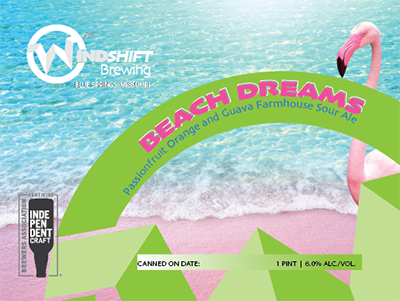 WINDSHIFT
Brewing
BLUE SPRINGS, MISSOURI
BEACH DREAMS
Passionfruit Orange and Guava Farmhouse Sour Ale
CERTIFIED
BREWERS ASSOCIATION
INDE
PEN
DENT
CRAFT
CANNED ON DATE: 1 PINT | 6.0% ALC/VOL.